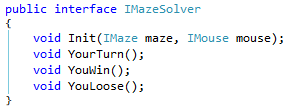 public interface IMazeSolver
{
    void Init(IMaze maze, IMouse mouse);
    void YourTurn();
    void YouWin();
    void YouLoose();
}